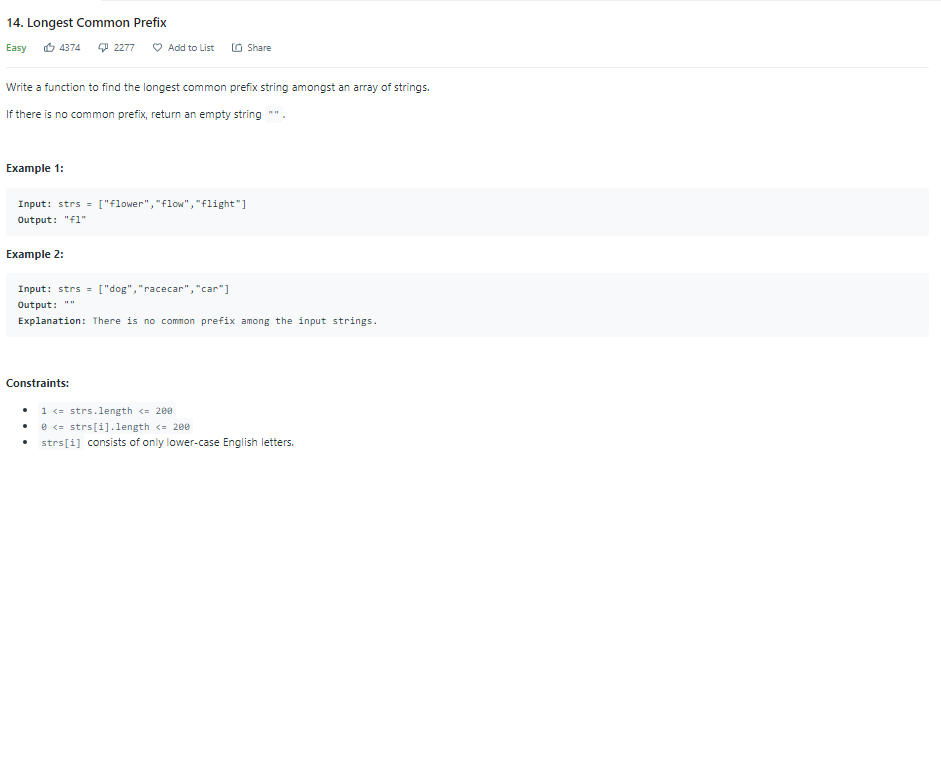 14. Longest Common Prefix
Easy 4374 2277 Add to List Share
Write a function to find the longest common prefix string amongst an array of strings.
If there is no common prefix, return an empty string "".
Example 1:
Input: strs = ["flower","flow","flight"]
Output: "fl"
Example 2:
Input: strs = ["dog","racecar","car"]
Output: ""
Explanation: There is no common prefix among the input strings.
Constraints:
• 1 <= strs.length <= 200
• 0 <= strs[i].length <= 200
• strs[i] consists of only lower-case English letters.